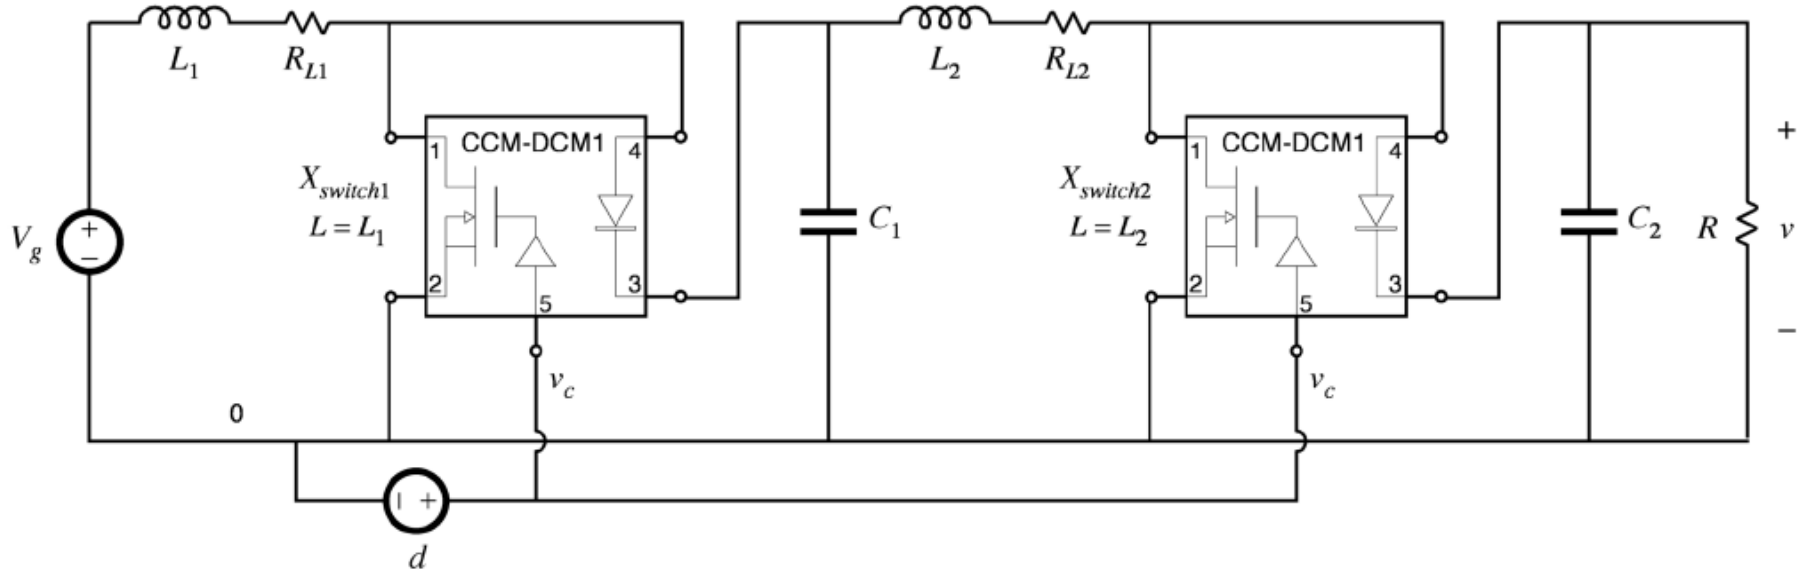 L1 RL1 L2 RL2
CCM-DCM1 CCM-DCM1
1 4 1 4
+
Xswitch1 Xswitch2
L = L1 L = L2
Vg + − C1 C2 R v
2 3 2 3
5 5
−
vc vc
0
− +
d